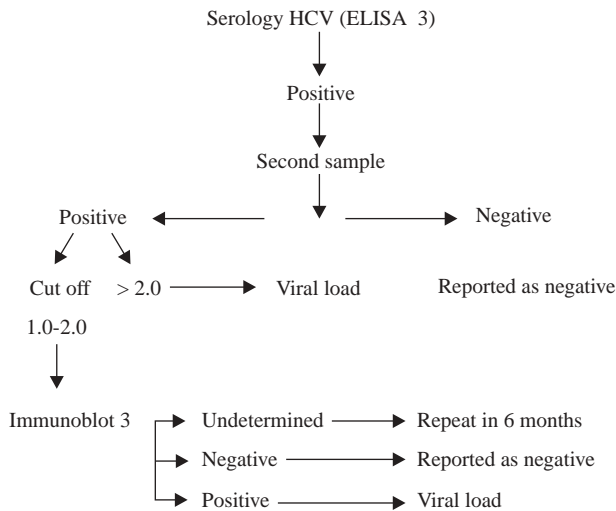 Serology HCV (ELISA 3)
Positive
Second sample
Positive
Negative
Cut off > 2.0 Viral load Reported as negative
1.0-2.0
Immunoblot 3 Undetermined Repeat in 6 months
Negative Reported as negative
Positive Viral load